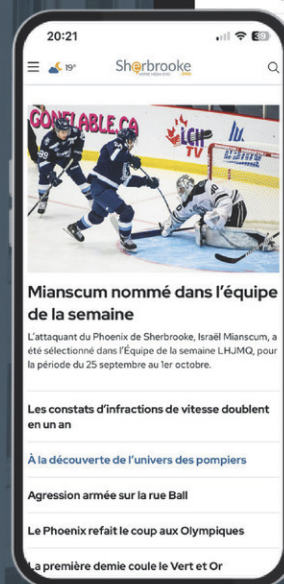 20:21
19°
Sherbrooke
GONFLABLE.CA
LCH
TV
Mianscum nommé dans l'équipe
de la semaine
L'attaquant du Phoenix de Sherbrooke, Israël Mianscum, a
été sélectionné dans l'Équipe de la semaine LHJMQ, pour
la période du 25 septembre au 1er octobre.
Les constats d'infractions de vitesse doublent
en un an
À la découverte de l'univers des pompiers
Agression armée sur la rue Ball
Le Phoenix refait le coup aux Olympiques
La première demie coule le Vert et Or